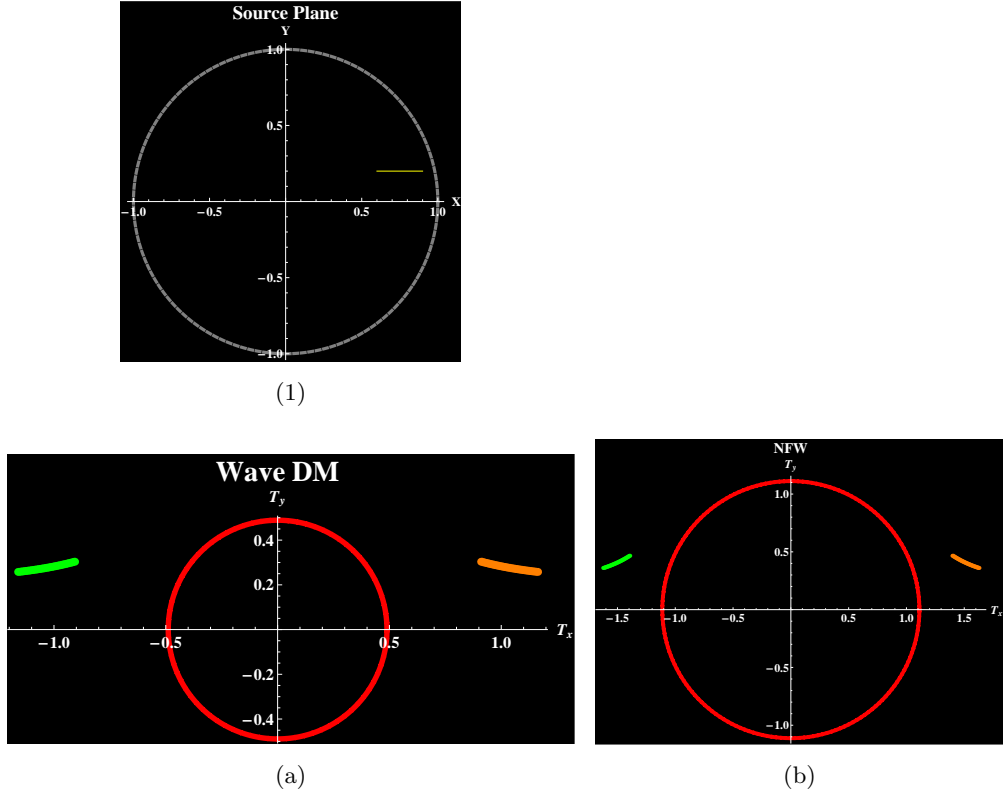 Source Plane
Y
1.0
0.5
−1.0 −0.5 0.5 1.0 X
−0.5
−1.0
(1)
Wave DM
T_y
0.4
0.2
−1.0 −0.5 0.5 1.0 T_x
−0.2
−0.4
(a)
NFW
T_y
1.0
0.5
−1.5 −1.0 −0.5 0.5 1.0 1.5 T_x
−0.5
−1.0
(b)